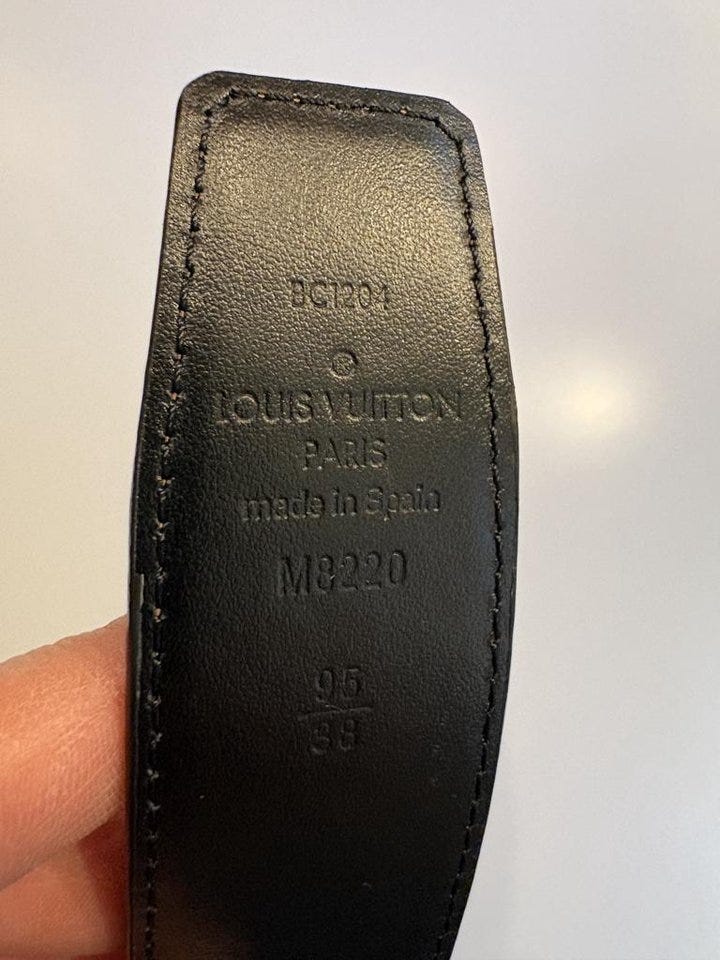 BC1204
LOUIS VUITTON
PARIS
made in Spain
M8220
95
38